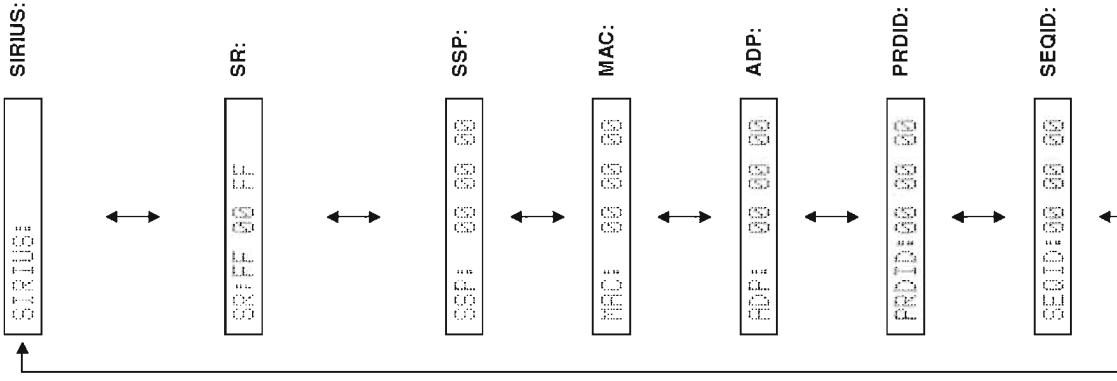 SIRIUS:
SIRIUS:
SR:
SR:FF 00 FF
SSP:
SSP: 00 00 00
MAC:
MAC: 00 00 00
ADP:
ADP: 00 00 00
PRDID:
PRDID:00 00 00
SEQID:
SEQID:00 00 00